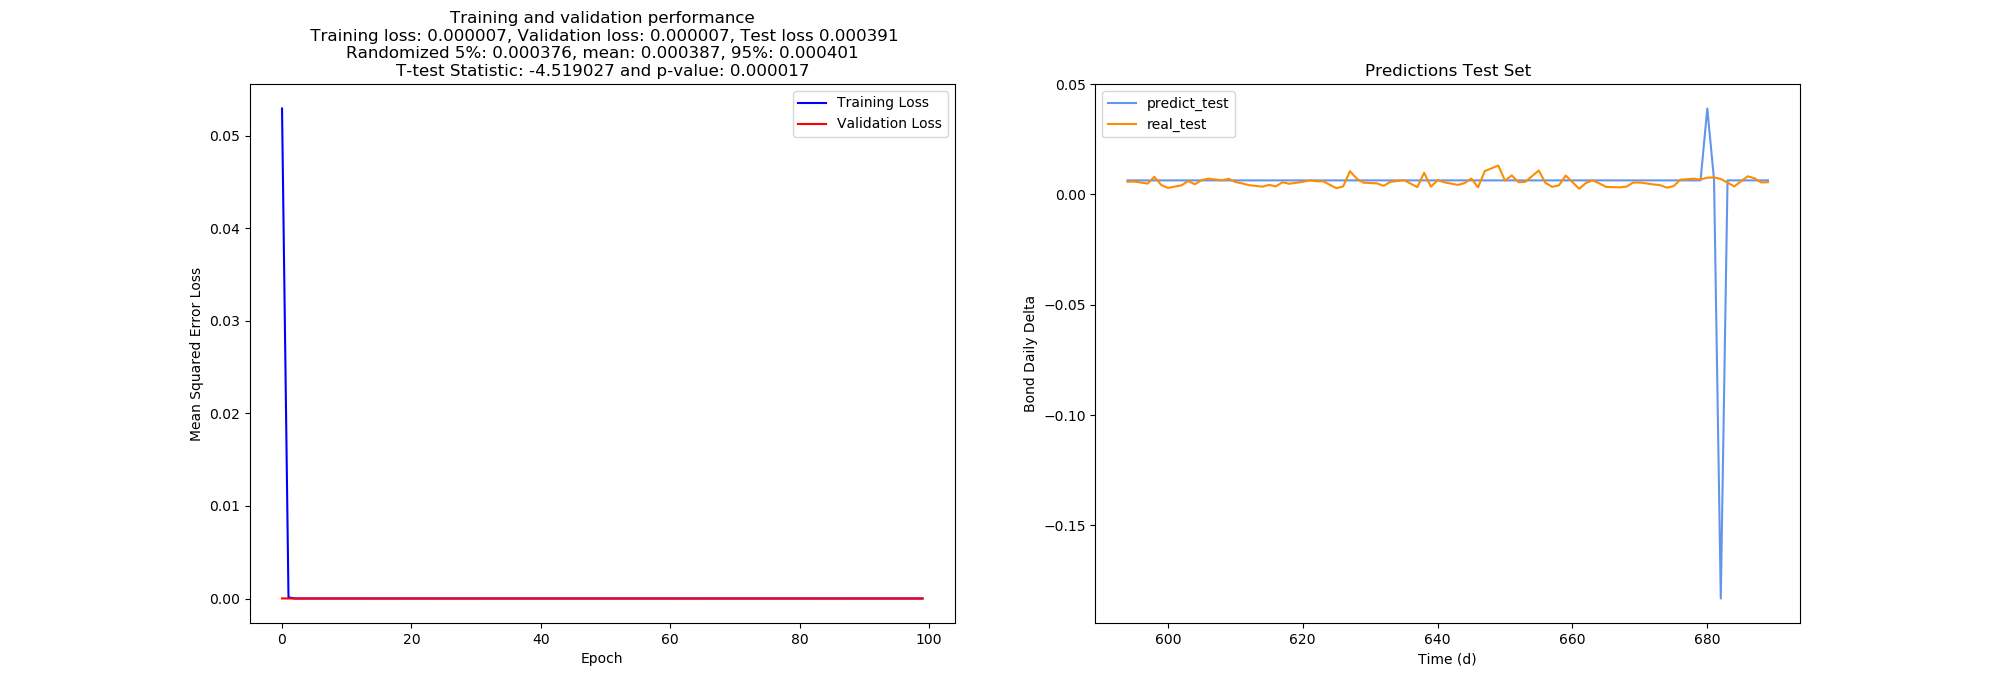 Training and validation performance
Training loss: 0.000007, Validation loss: 0.000007, Test loss 0.000391
Randomized 5%: 0.000376, mean: 0.000387, 95%: 0.000401
T-test Statistic: -4.519027 and p-value: 0.000017
Training Loss
Validation Loss
0.05
0.04
0.03
0.02
0.01
0.00
Mean Squared Error Loss
0
20
40
60
80
100
Epoch
Predictions Test Set
predict_test
real_test
0.05
0.00
−0.05
−0.10
−0.15
Bond Daily Delta
600
620
640
660
680
Time (d)